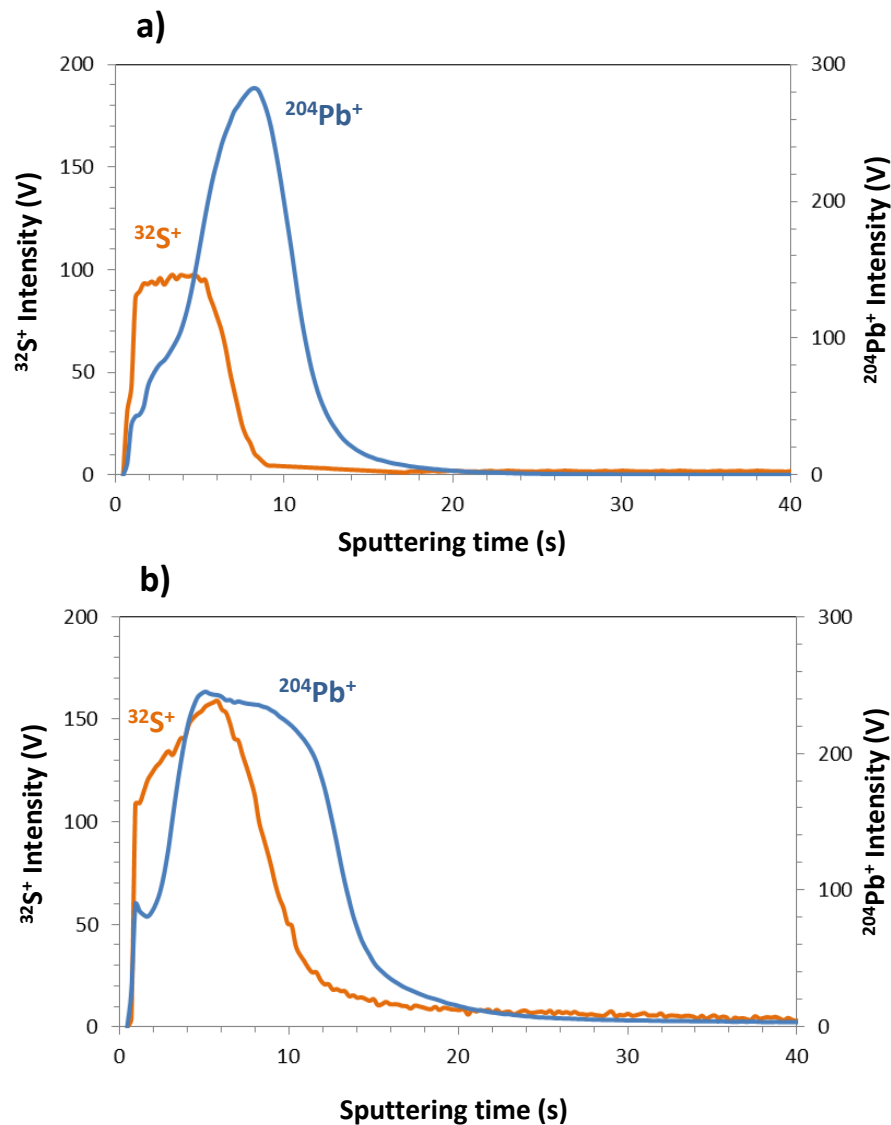 a)
200
150
100
50
0
300
200
100
0
0
10
20
30
40
³²S⁺ Intensity (V)
²⁰⁴Pb⁺ Intensity (V)
²⁰⁴Pb⁺
³²S⁺
Sputtering time (s)
b)
200
150
100
50
0
300
200
100
0
0
10
20
30
40
³²S⁺ Intensity (V)
²⁰⁴Pb⁺ Intensity (V)
²⁰⁴Pb⁺
³²S⁺
Sputtering time (s)